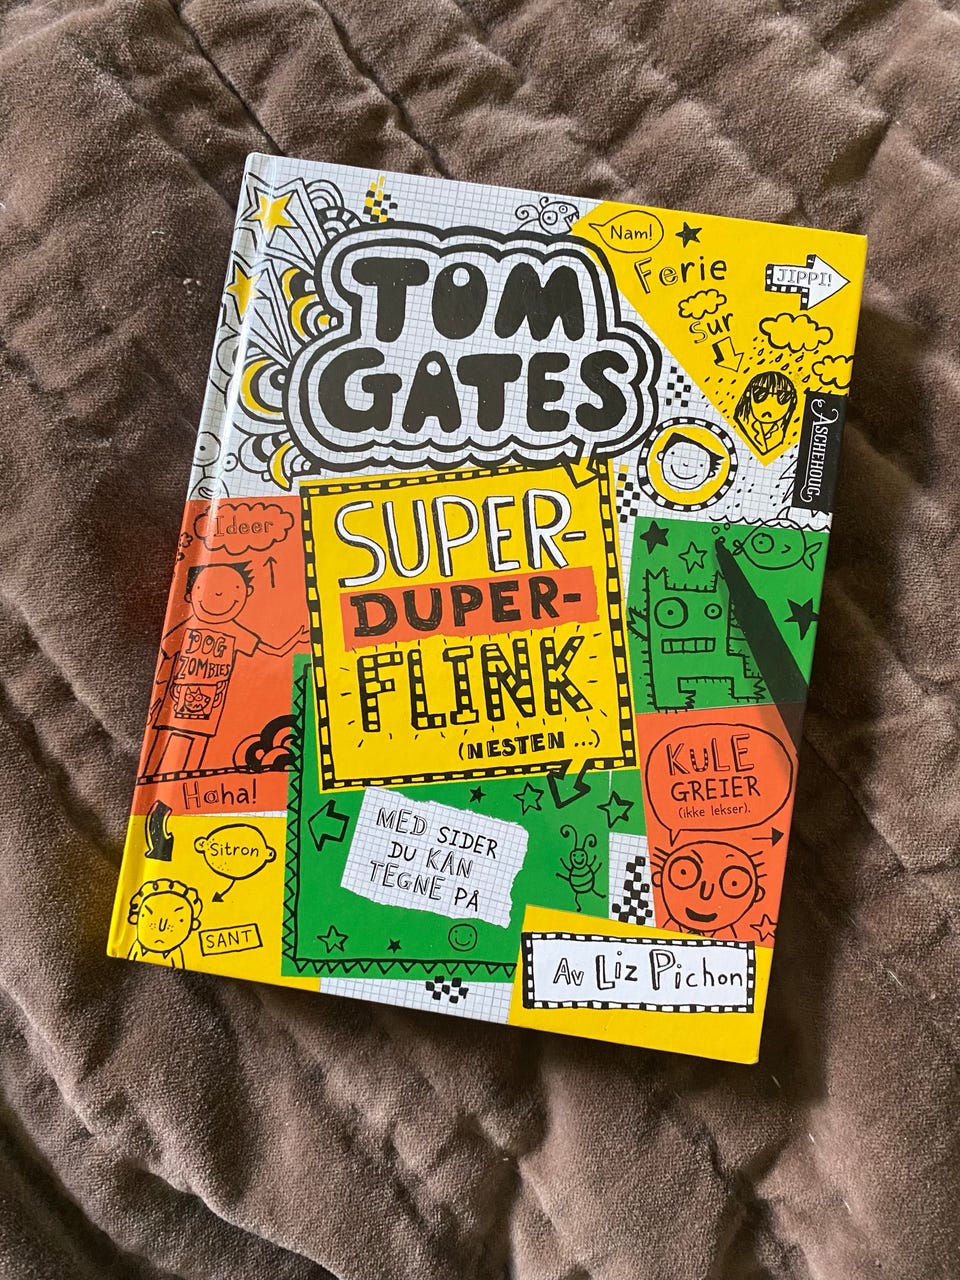 TOM
GATES
Nam!
Ferie
JIPPI!
Sur
ASCHEHOUG
SUPER-
DUPER-
FLINK
(NESTEN ...)
Ideer
DOG
ZOMBIES
Haha!
Sitron
SANT
MED SIDER
DU KAN
TEGNE PÅ
KULE
GREIER
(ikke lekser).
Av Liz Pichon